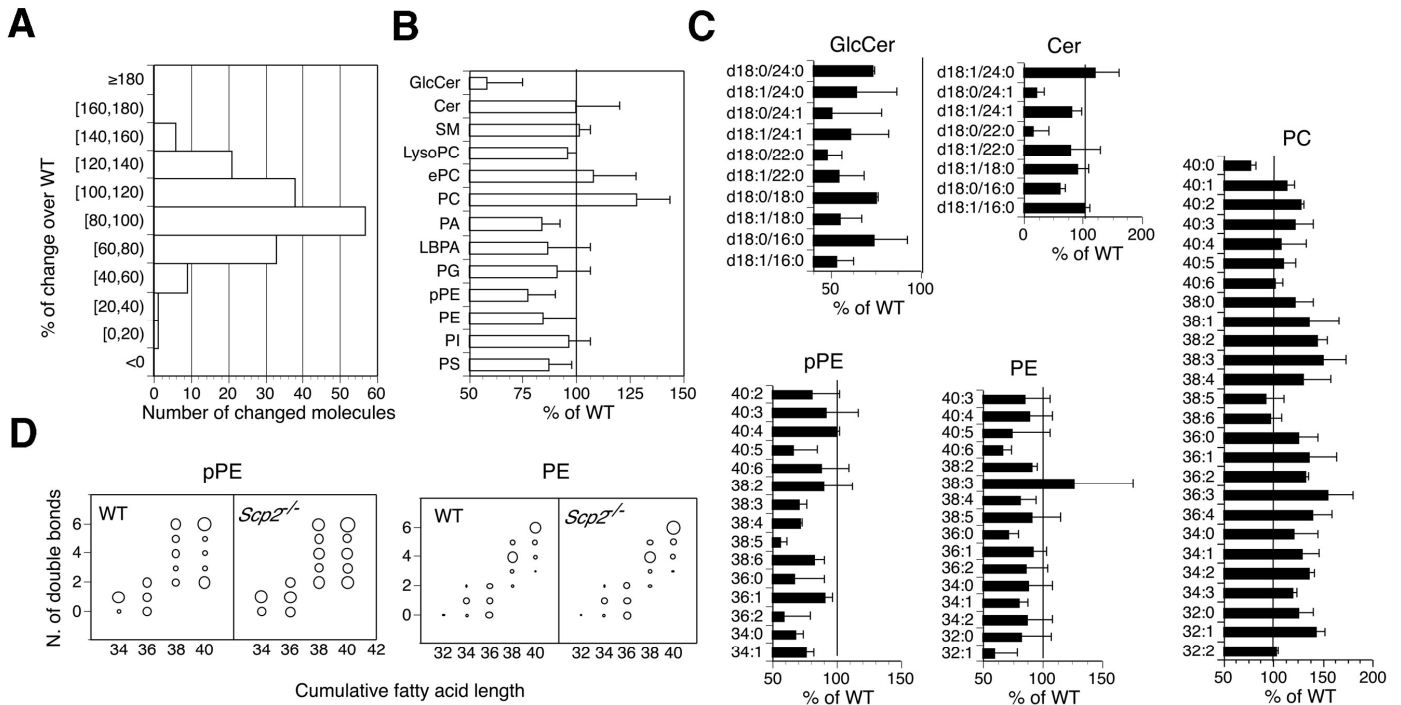 A
% of change over WT
≥180
[160,180)
[140,160)
[120,140)
[100,120)
[80,100)
[60,80)
[40,60)
[20,40)
[0,20)
<0
0 10 20 30 40 50 60
Number of changed molecules
B
GlcCer
Cer
SM
LysoPC
ePC
PC
PA
LBPA
PG
pPE
PE
PI
PS
50 75 100 125 150
% of WT
C
GlcCer
d18:0/24:0
d18:1/24:0
d18:0/24:1
d18:1/24:1
d18:0/22:0
d18:1/22:0
d18:0/18:0
d18:1/18:0
d18:0/16:0
d18:1/16:0
50 100
% of WT
Cer
d18:1/24:0
d18:0/24:1
d18:1/24:1
d18:0/22:0
d18:1/22:0
d18:1/18:0
d18:0/16:0
d18:1/16:0
0 100 200
% of WT
pPE
40:2
40:3
40:4
40:5
40:6
38:2
38:3
38:4
38:5
38:6
36:0
36:1
36:2
34:0
34:1
50 100 150
% of WT
PE
40:3
40:4
40:5
40:6
38:2
38:3
38:4
38:5
36:0
36:1
36:2
34:0
34:1
34:2
32:0
32:1
50 100 150
% of WT
PC
40:0
40:1
40:2
40:3
40:4
40:5
40:6
38:0
38:1
38:2
38:3
38:4
38:5
38:6
36:0
36:1
36:2
36:3
36:4
34:0
34:1
34:2
34:3
32:0
32:1
32:2
50 100 150 200
% of WT
D
pPE
WT
Scp2-/-
N. of double bonds
6
4
2
0
34 36 38 40 34 36 38 40 42
PE
WT
Scp2-/-
6
4
2
0
32 34 36 38 40 32 34 36 38 40
Cumulative fatty acid length